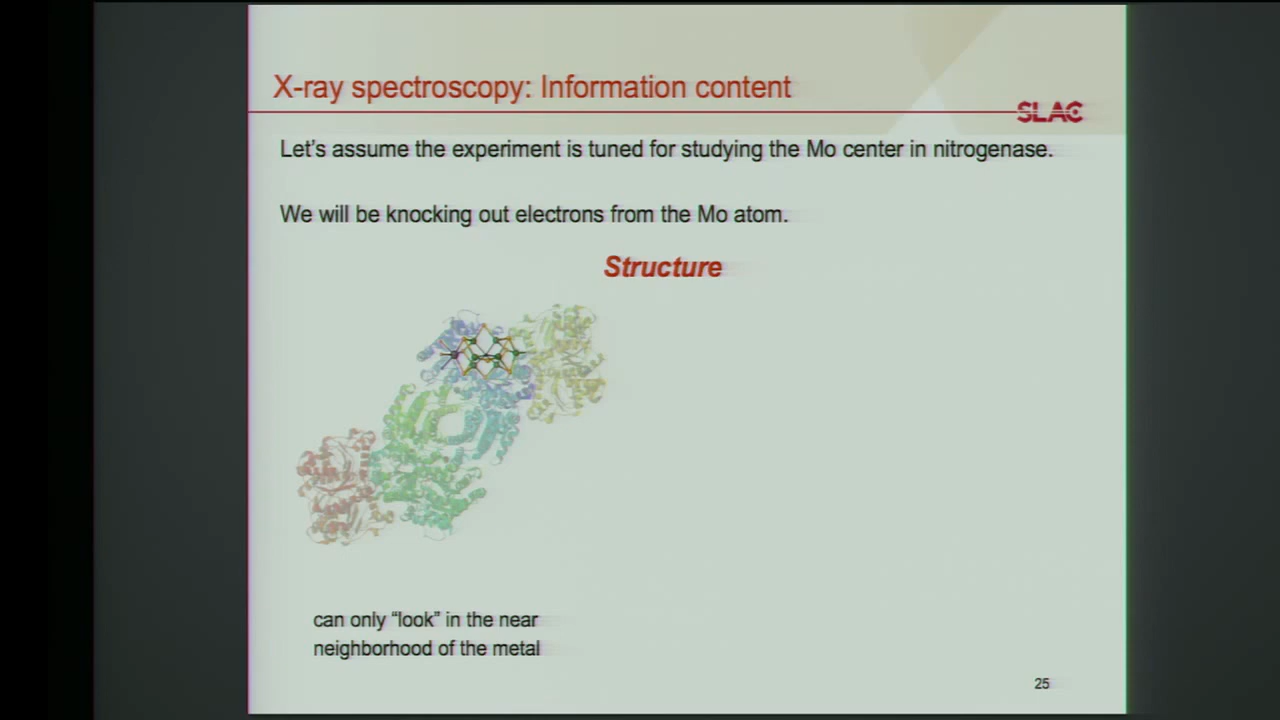 X-ray spectroscopy: Information content
SLAC
Let's assume the experiment is tuned for studying the Mo center in nitrogenase.
We will be knocking out electrons from the Mo atom.
Structure
can only “look” in the near
neighborhood of the metal
25